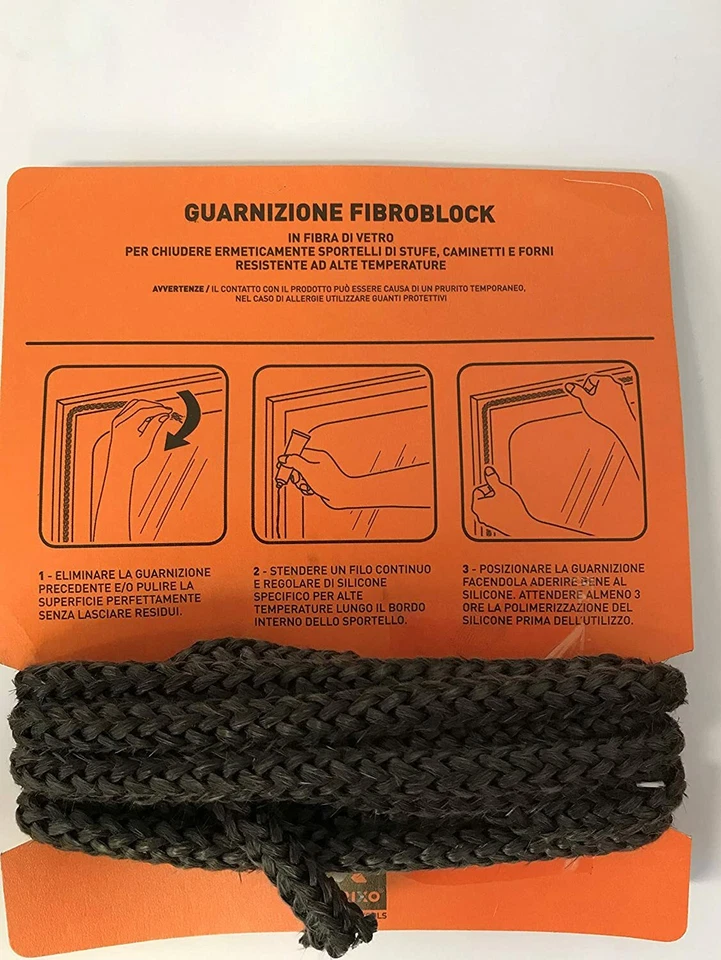 GUARNIZIONE FIBROBLOCK
IN FIBRA DI VETRO
PER CHIUDERE ERMETICAMENTE SPORTELLI DI STUFE, CAMINETTI E FORNI
RESISTENTE AD ALTE TEMPERATURE
AVVERTENZE / IL CONTATTO CON IL PRODOTTO PUÒ ESSERE CAUSA DI UN PRURITO TEMPORANEO,
NEL CASO DI ALLERGIE UTILIZZARE GUANTI PROTETTIVI
1 - ELIMINARE LA GUARNIZIONE
PRECEDENTE E/O PULIRE LA
SUPERFICIE PERFETTAMENTE
SENZA LASCIARE RESIDUI.
2 - STENDERE UN FILO CONTINUO
E REGOLARE DI SILICONE
SPECIFICO PER ALTE
TEMPERATURE LUNGO IL BORDO
INTERNO DELLO SPORTELLO.
3 - POSIZIONARE LA GUARNIZIONE
FACENDOLA ADERIRE BENE AL
SILICONE. ATTENDERE ALMENO 3
ORE LA POLIMERIZZAZIONE DEL
SILICONE PRIMA DELL'UTILIZZO.